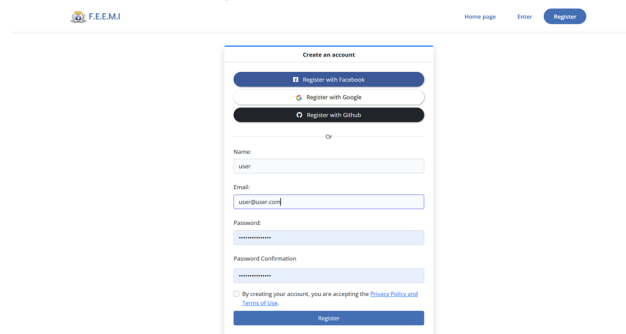 F.E.E.M.I
Home page
Enter
Register
Create an account
Register with Facebook
Register with Google
Register with Github
Or
Name:
user
Email:
user@user.com
Password:
•••••••••••••••
Password Confirmation
•••••••••••••••
By creating your account, you are accepting the Privacy Policy and
Terms of Use.
Register